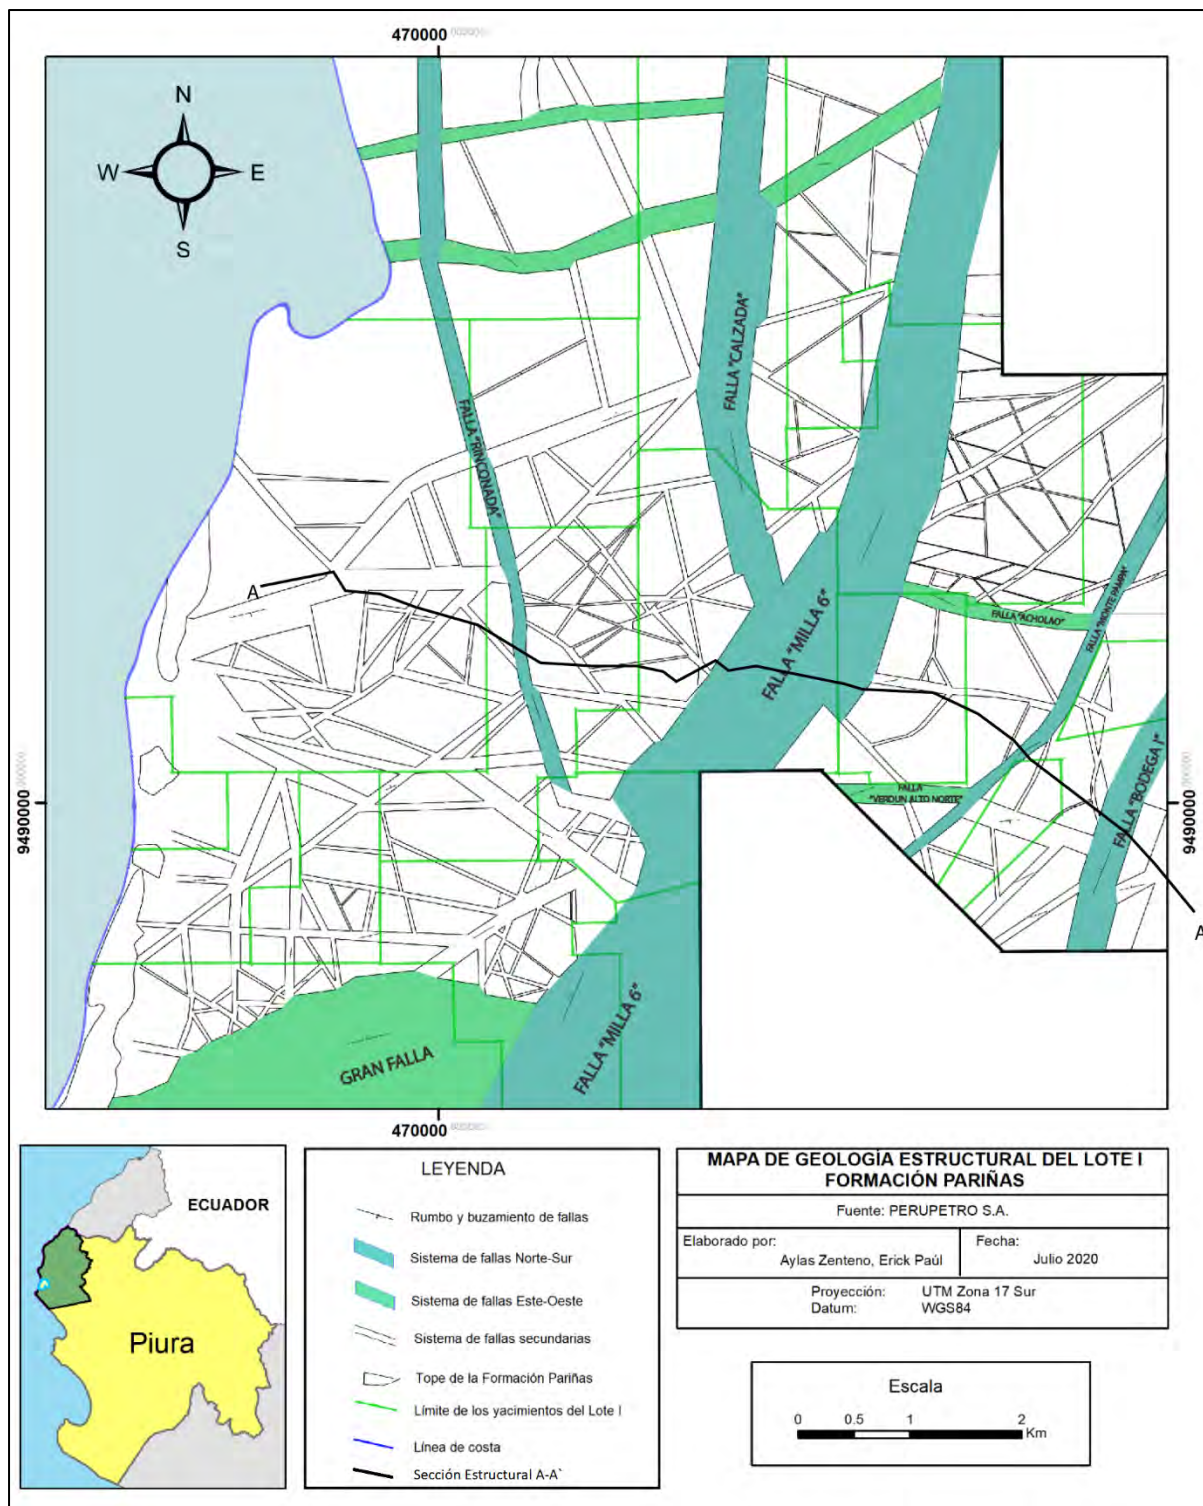 470000
N
W
E
S
FALLA "CALZADA"
FALLA "RINCONADA"
FALLA "MILLA 6"
FALLA "ACHOLAO"
FALLA "MONTE PAMPA"
A
FALLA
"VERDUN ALTO NORTE"
FALLA "BODEGA I"
9490000
9490000
A
FALLA "MILLA 6"
GRAN FALLA
470000
ECUADOR
Piura
LEYENDA
Rumbo y buzamiento de fallas
Sistema de fallas Norte-Sur
Sistema de fallas Este-Oeste
Sistema de fallas secundarias
Tope de la Formación Pariñas
Límite de los yacimientos del Lote I
Línea de costa
Sección Estructural A-A`
MAPA DE GEOLOGÍA ESTRUCTURAL DEL LOTE I
FORMACIÓN PARIÑAS
Fuente: PERUPETRO S.A.
Elaborado por:
Aylas Zenteno, Erick Paúl
Fecha:
Julio 2020
Proyección: UTM Zona 17 Sur
Datum: WGS84
Escala
0 0.5 1 2
Km